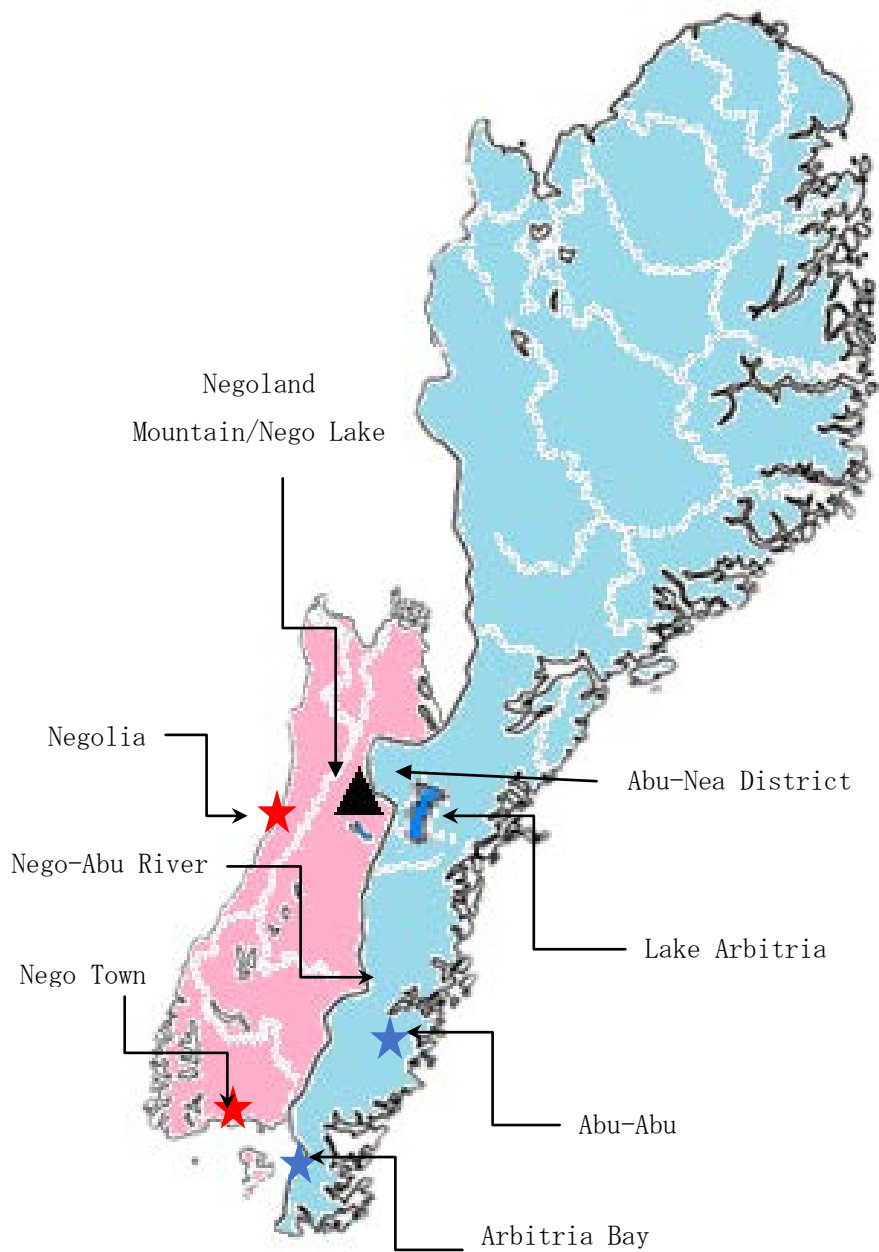 Negoland
Mountain/Nego Lake
Negolia
Abu-Nea District
Nego-Abu River
Lake Arbitria
Nego Town
Abu-Abu
Arbitria Bay